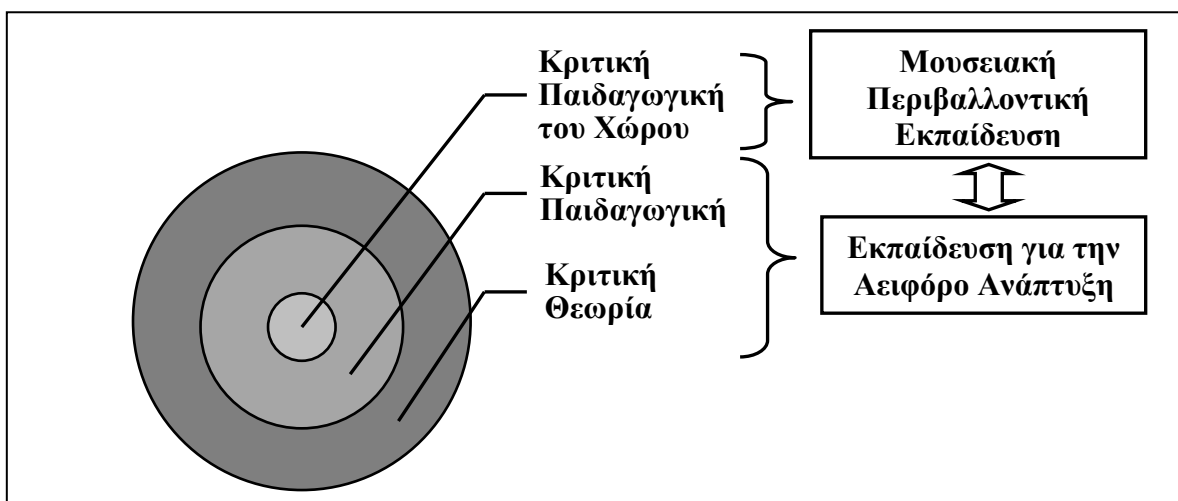 Κριτική
Παιδαγωγική
του Χώρου
Κριτική
Παιδαγωγική
Κριτική
Θεωρία
Μουσειακή
Περιβαλλοντική
Εκπαίδευση
Εκπαίδευση για την
Αειφόρο Ανάπτυξη